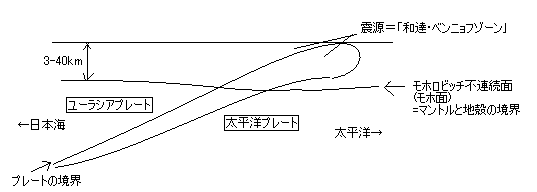 震源＝「和達・ベンニョフゾーン」
3-40km
モホロビッチ不連続面
(モホ面)
=マントルと地殻の境界
ユーラシアプレート
太平洋プレート
←日本海
太平洋→
プレートの境界